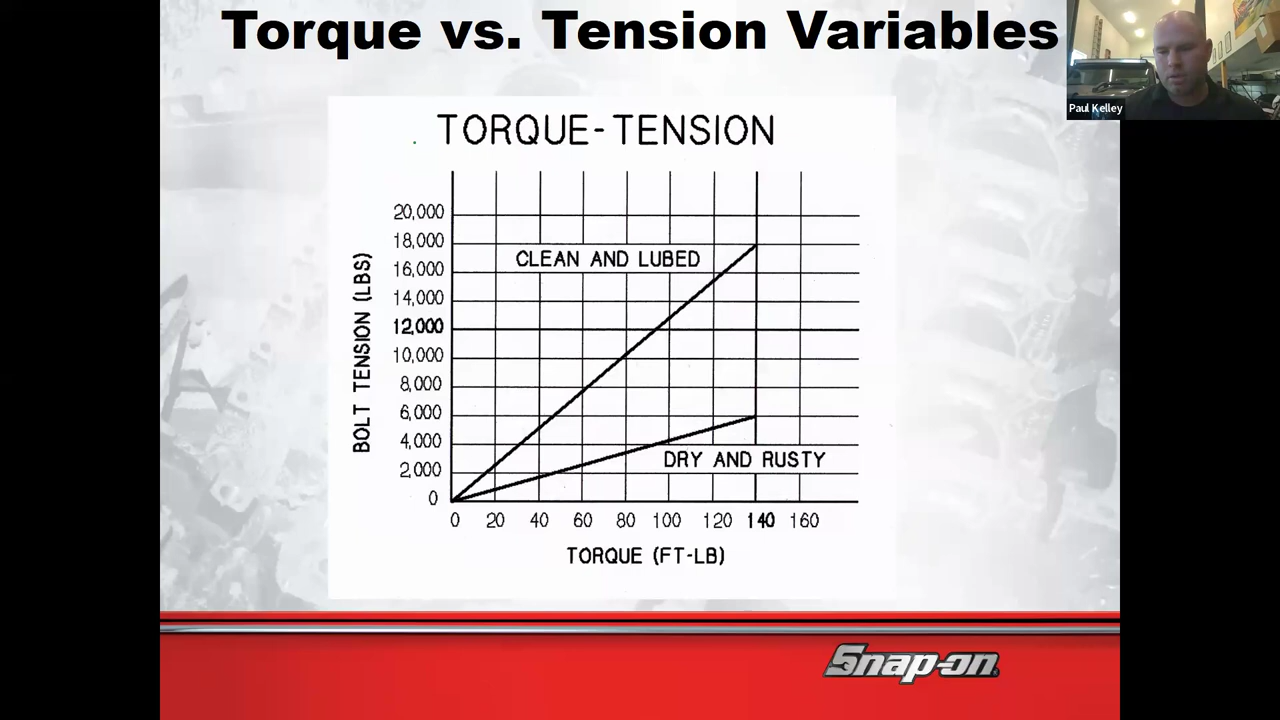 Torque vs. Tension Variables
Paul Kelley
TORQUE-TENSION
BOLT TENSION (LBS)
20,000
18,000
16,000
14,000
12,000
10,000
8,000
6,000
4,000
2,000
0
CLEAN AND LUBED
DRY AND RUSTY
0 20 40 60 80 100 120 140 160
TORQUE (FT-LB)
Snap-on